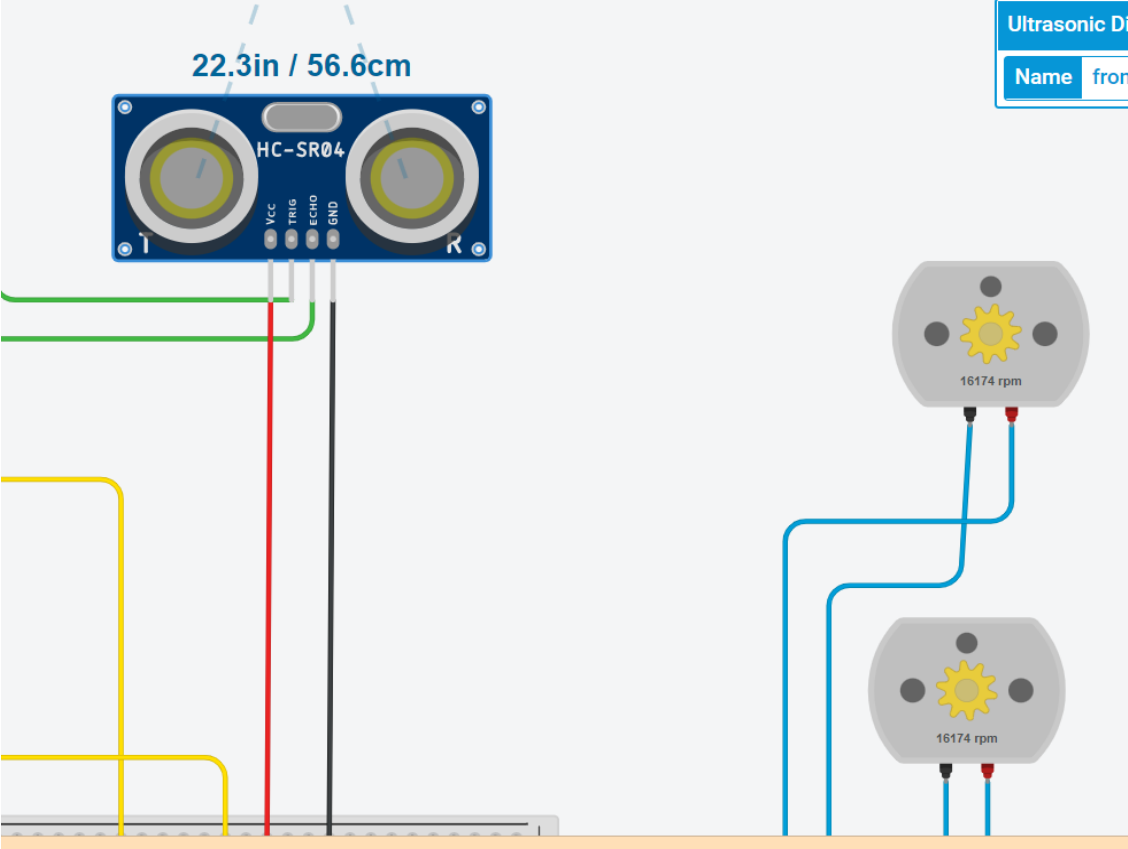 Ultrasonic Di
Name fron
22.3in / 56.6cm
HC-SR04
Vcc
TRIG
ECHO
GND
T
R
16174 rpm
16174 rpm